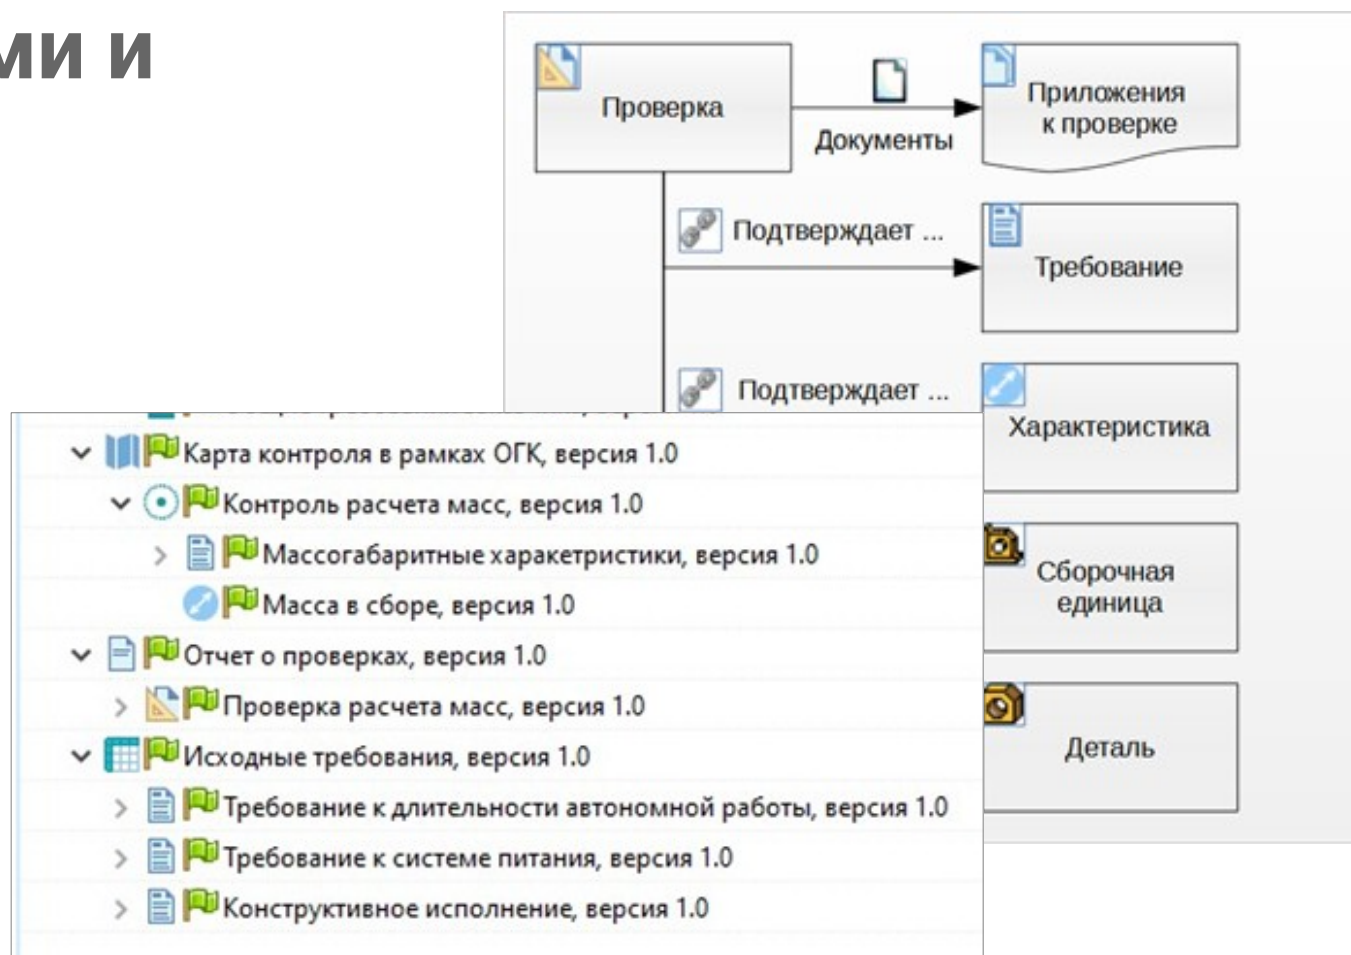 ми и
Проверка
Документы
Приложения
к проверке
Подтверждает ...
Требование
Подтверждает ...
Характеристика
Сборочная
единица
Деталь
Карта контроля в рамках ОГК, версия 1.0
Контроль расчета масс, версия 1.0
Массогабаритные харакетристики, версия 1.0
Масса в сборе, версия 1.0
Отчет о проверках, версия 1.0
Проверка расчета масс, версия 1.0
Исходные требования, версия 1.0
Требование к длительности автономной работы, версия 1.0
Требование к системе питания, версия 1.0
Конструктивное исполнение, версия 1.0